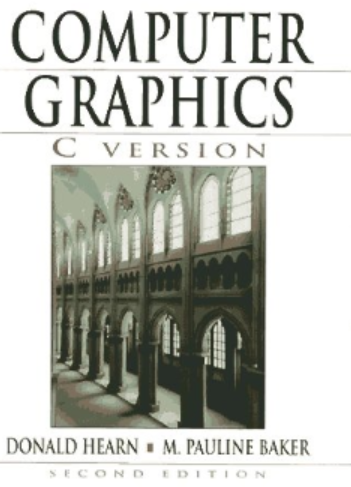 COMPUTER
GRAPHICS
C VERSION
DONALD HEARN ■ M. PAULINE BAKER
SECOND EDITION